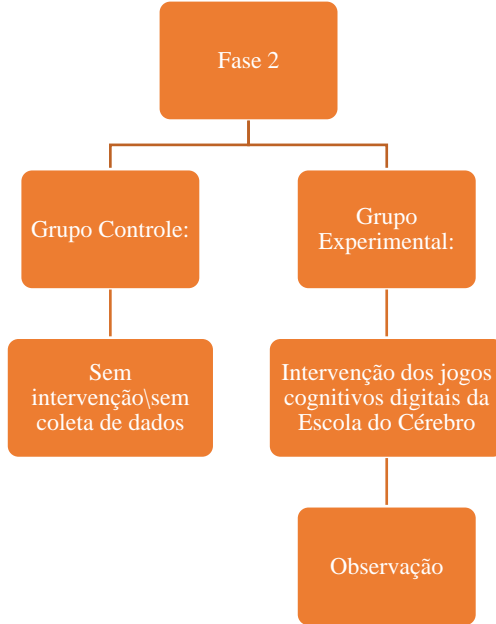 Fase 2
Grupo Controle:
Grupo
Experimental:
Sem
intervenção\sem
coleta de dados
Intervenção dos jogos
cognitivos digitais da
Escola do Cérebro
Observação